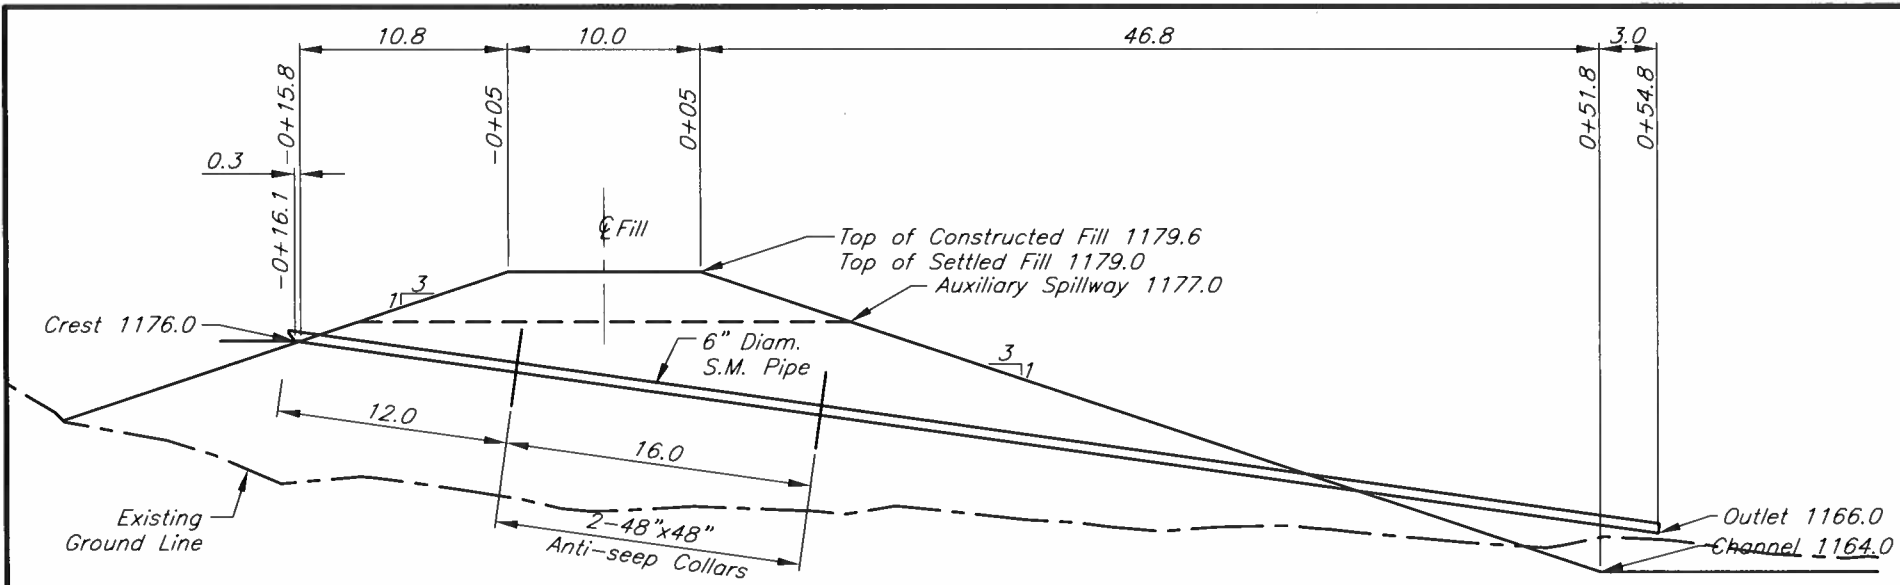 10.8
10.0
46.8
3.0
-0+15.8
-0+05
0+05
0+51.8
0+54.8
0.3
-0+16.1
℄ Fill
Top of Constructed Fill 1179.6
Top of Settled Fill 1179.0
Auxiliary Spillway 1177.0
3
1
Crest 1176.0
6" Diam.
S.M. Pipe
3
1
12.0
16.0
Existing
Ground Line
2-48"x48"
Anti-seep Collars
Outlet 1166.0
Channel 1164.0